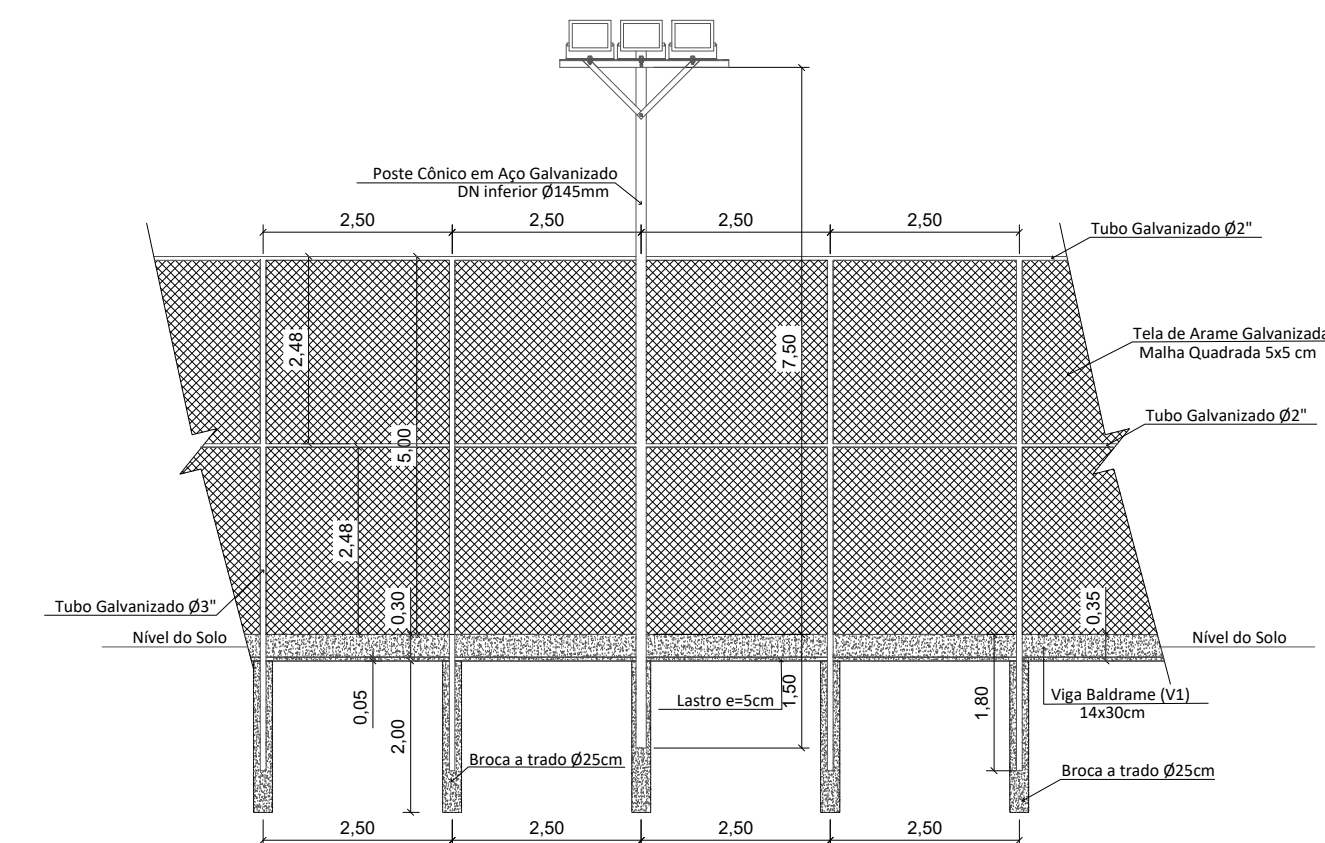 Poste Cônico em Aço Galvanizado
DN inferior Ø145mm
2,50
2,50
2,50
2,50
Tubo Galvanizado Ø2"
2,48
7,50
Tela de Arame Galvanizada
Malha Quadrada 5x5 cm
Tubo Galvanizado Ø2"
5,00
2,48
Tubo Galvanizado Ø3"
0,30
0,35
Nível do Solo
Nível do Solo
0,05
2,00
Lastro e=5cm
1,50
1,80
Viga Baldrame (V1)
14x30cm
Broca a trado Ø25cm
Broca a trado Ø25cm
2,50
2,50
2,50
2,50